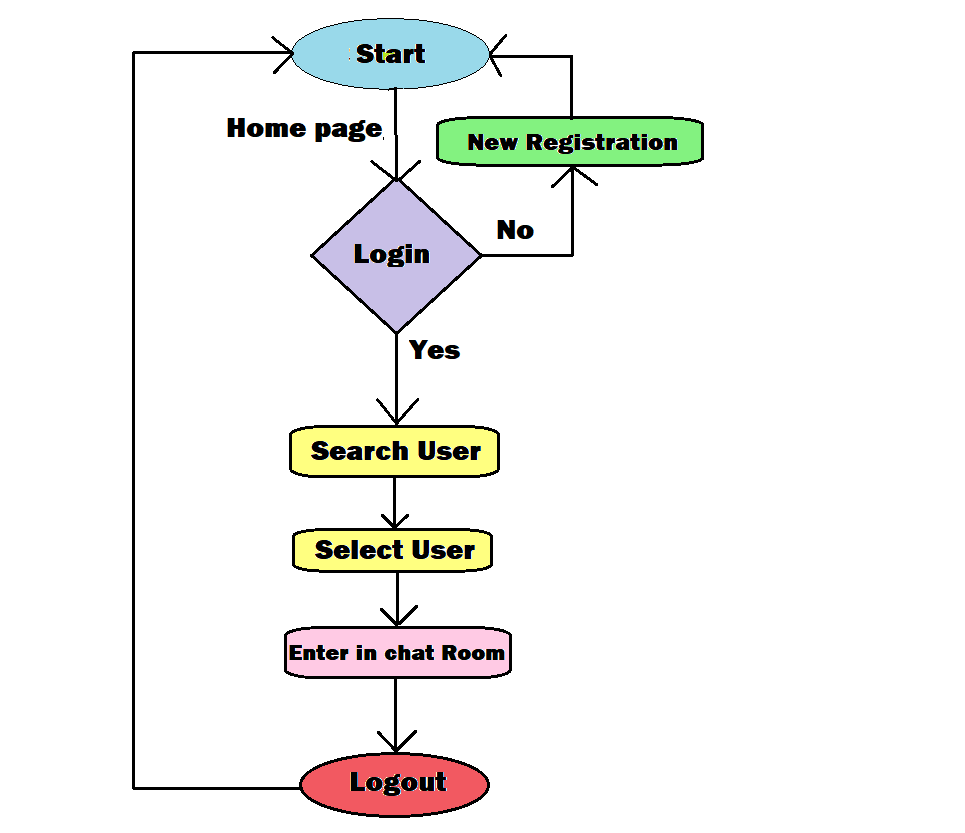 Start
Home page
New Registration
Login
No
Yes
Search User
Select User
Enter in chat Room
Logout